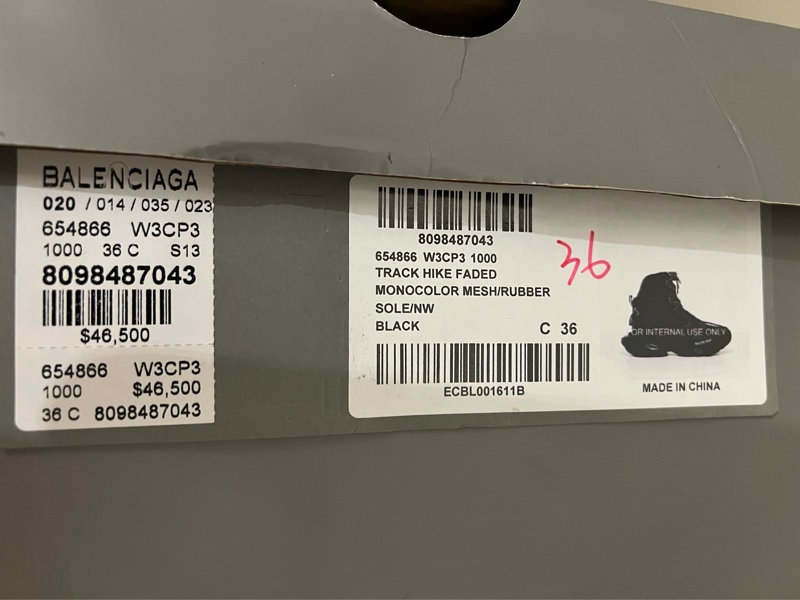 BALENCIAGA
020 / 014 / 035 / 023
654866 W3CP3
1000 36 C S13
8098487043
$46,500
654866 W3CP3
1000 $46,500
36 C 8098487043
8098487043
654866 W3CP3 1000
TRACK HIKE FADED
MONOCOLOR MESH/RUBBER
SOLE/NW
BLACK C 36
ECBL001611B
36
OR INTERNAL USE ONLY
BALENCIAGA
MADE IN CHINA